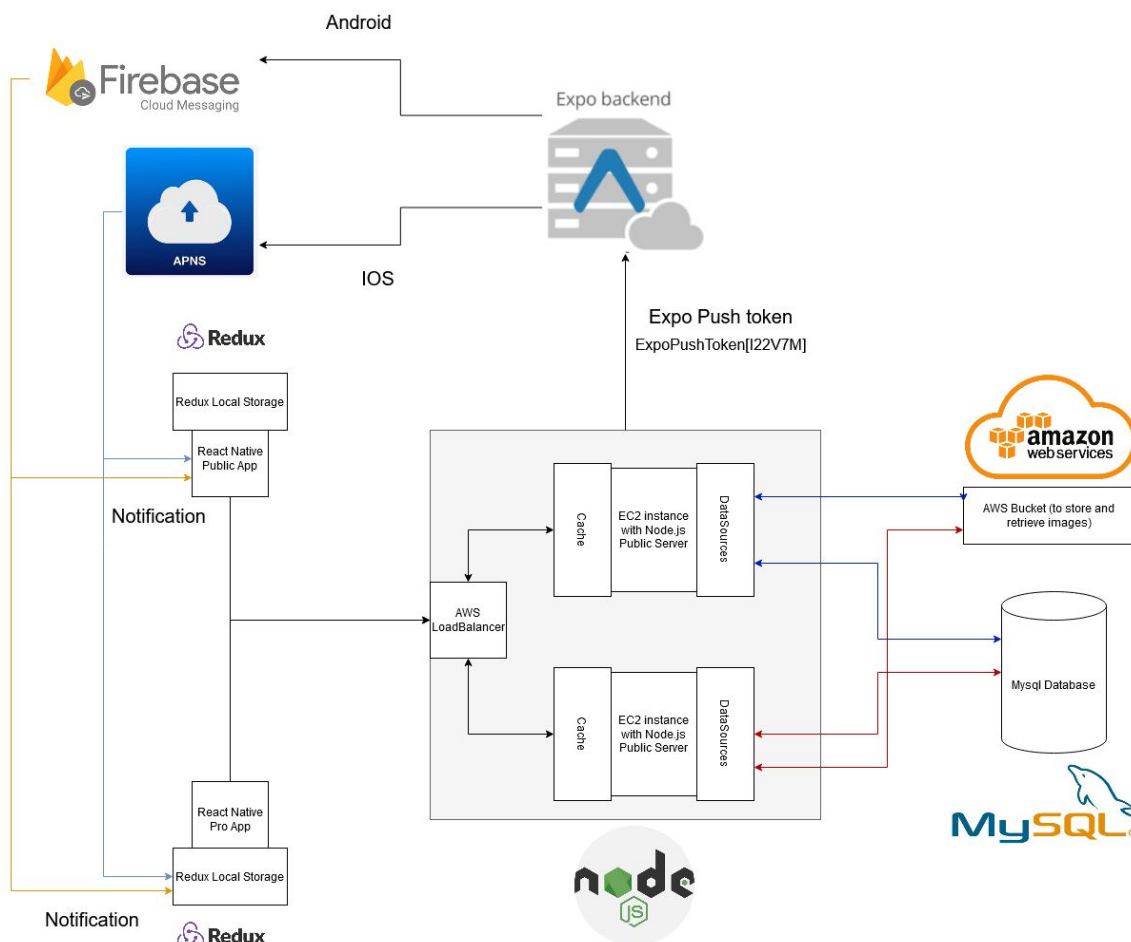 Android
Firebase
Cloud Messaging
Expo backend
APNS
IOS
Expo Push token
ExpoPushToken[I22V7M]
Redux
Redux Local Storage
React Native
Public App
Notification
amazon
webservices
AWS Bucket (to store and
retrieve images)
Cache
EC2 instance
with Node.js
Public Server
DataSources
AWS
LoadBalancer
Cache
EC2 instance
with Node.js
Public Server
DataSources
Mysql Database
React Native
Pro App
Redux Local Storage
MySQL
node
JS
Notification
Redux